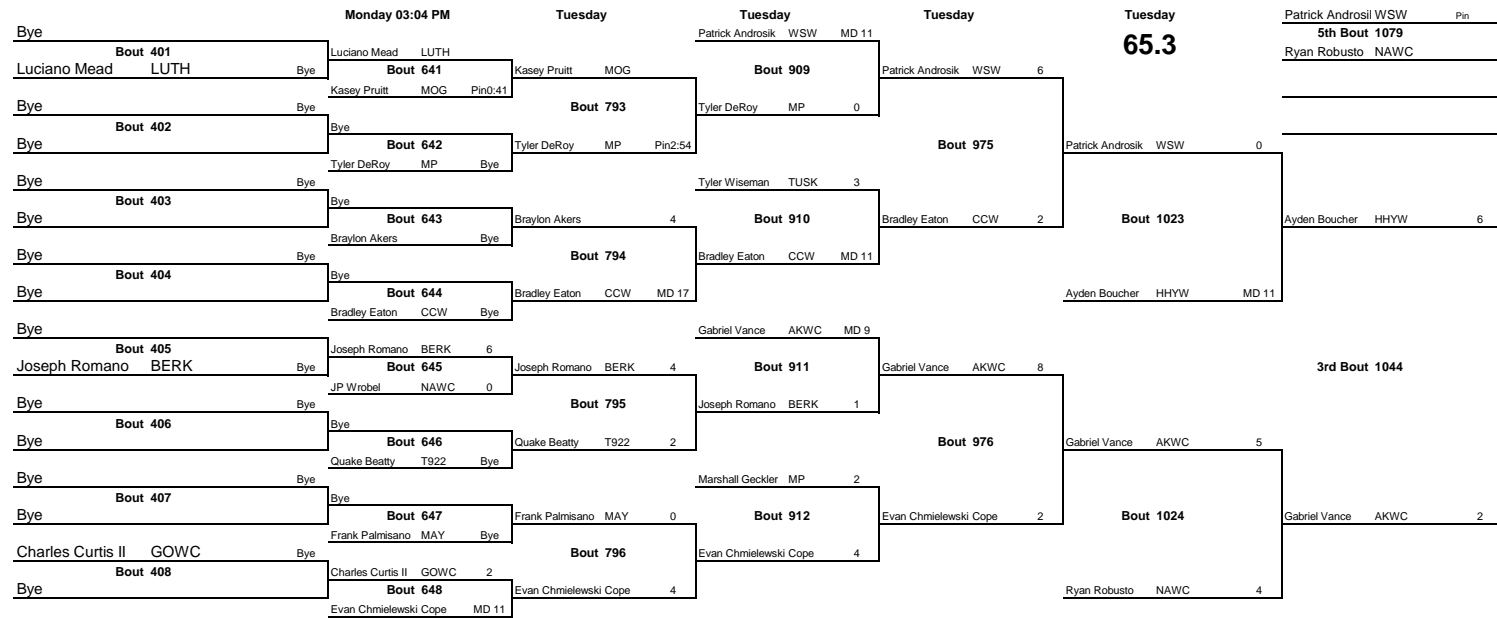 Monday 03:04 PM Tuesday Tuesday Tuesday Tuesday Patrick Androsil WSW Pin
65.3
5th Bout 1079
Ryan Robusto NAWC
Bye
Bout 401
Luciano Mead LUTH Bye
Bye Bye
Bout 402
Bye
Bye Bye
Bout 403
Bye
Bye Bye
Bout 404
Bye
Bye
Bout 405
Joseph Romano BERK Bye
Bye Bye
Bout 406
Bye
Bye Bye
Bout 407
Bye
Charles Curtis II GOWC Bye
Bout 408
Bye
Luciano Mead LUTH
Bout 641
Kasey Pruitt MOG Pin0:41
Bye
Bout 642
Tyler DeRoy MP Bye
Bye
Bout 643
Braylon Akers Bye
Bye
Bout 644
Bradley Eaton CCW Bye
Joseph Romano BERK 6
Bout 645
JP Wrobel NAWC 0
Bye
Bout 646
Quake Beatty T922 Bye
Bye
Bout 647
Frank Palmisano MAY Bye
Charles Curtis II GOWC 2
Bout 648
Evan Chmielewski Cope MD 11
Kasey Pruitt MOG
Bout 793
Tyler DeRoy MP Pin2:54
Braylon Akers 4
Bout 794
Bradley Eaton CCW MD 17
Joseph Romano BERK 4
Bout 795
Quake Beatty T922 2
Frank Palmisano MAY 0
Bout 796
Evan Chmielewski Cope 4
Patrick Androsik WSW MD 11
Bout 909
Tyler DeRoy MP 0
Tyler Wiseman TUSK 3
Bout 910
Bradley Eaton CCW MD 11
Gabriel Vance AKWC MD 9
Bout 911
Joseph Romano BERK 1
Marshall Geckler MP 2
Bout 912
Evan Chmielewski Cope 4
Patrick Androsik WSW 6
Bout 975
Bradley Eaton CCW 2
Gabriel Vance AKWC 8
Bout 976
Evan Chmielewski Cope 2
Patrick Androsik WSW 0
Bout 1023
Ayden Boucher HHYW MD 11
Gabriel Vance AKWC 5
Bout 1024
Ryan Robusto NAWC 4
Ayden Boucher HHYW 6
3rd Bout 1044
Gabriel Vance AKWC 2